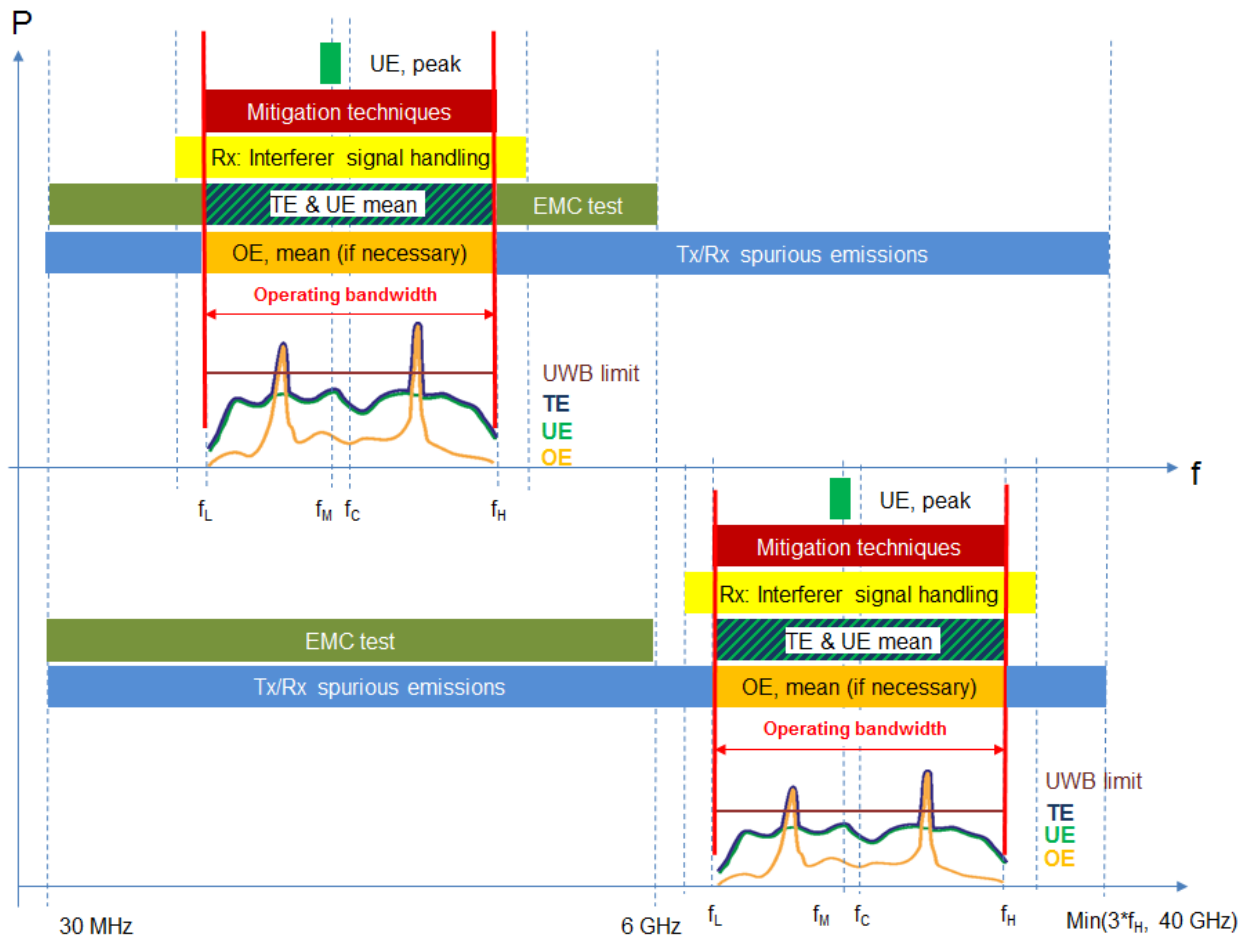 P
UE, peak
Mitigation techniques
Rx: Interferer signal handling
TE & UE mean
EMC test
OE, mean (if necessary)
Tx/Rx spurious emissions
Operating bandwidth
UWB limit
TE
UE
OE
f
fL fM fC fH
UE, peak
Mitigation techniques
Rx: Interferer signal handling
EMC test
TE & UE mean
Tx/Rx spurious emissions
OE, mean (if necessary)
Operating bandwidth
UWB limit
TE
UE
OE
30 MHz 6 GHz fL fM fC fH Min(3*fH, 40 GHz)